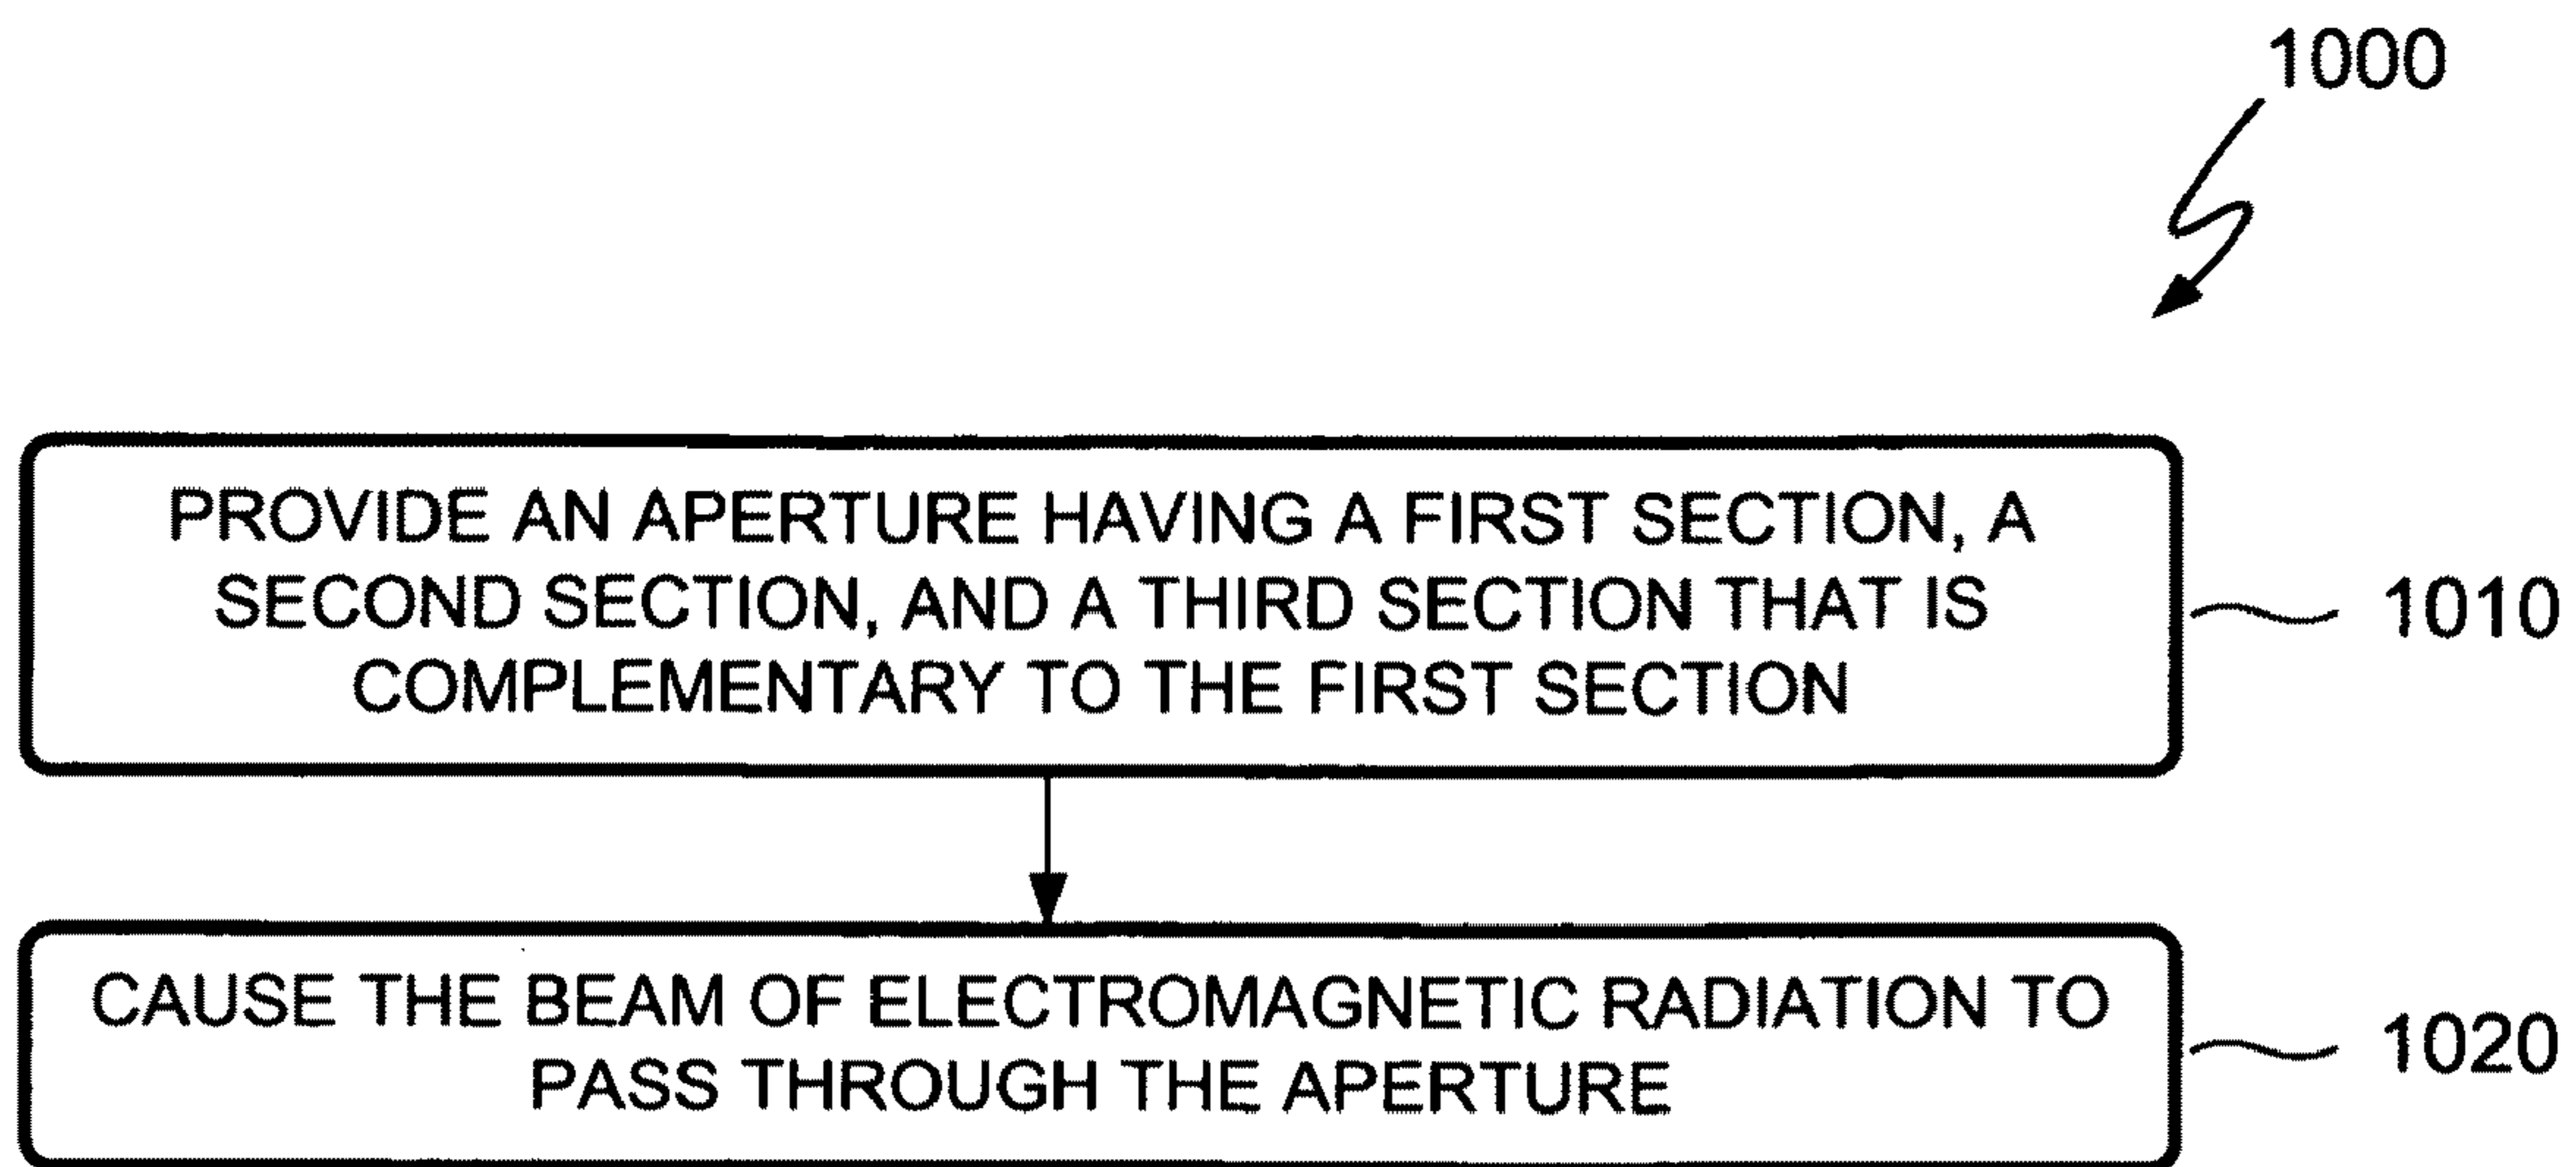 1000
PROVIDE AN APERTURE HAVING A FIRST SECTION, A
SECOND SECTION, AND A THIRD SECTION THAT IS
COMPLEMENTARY TO THE FIRST SECTION
1010
CAUSE THE BEAM OF ELECTROMAGNETIC RADIATION TO
PASS THROUGH THE APERTURE
1020